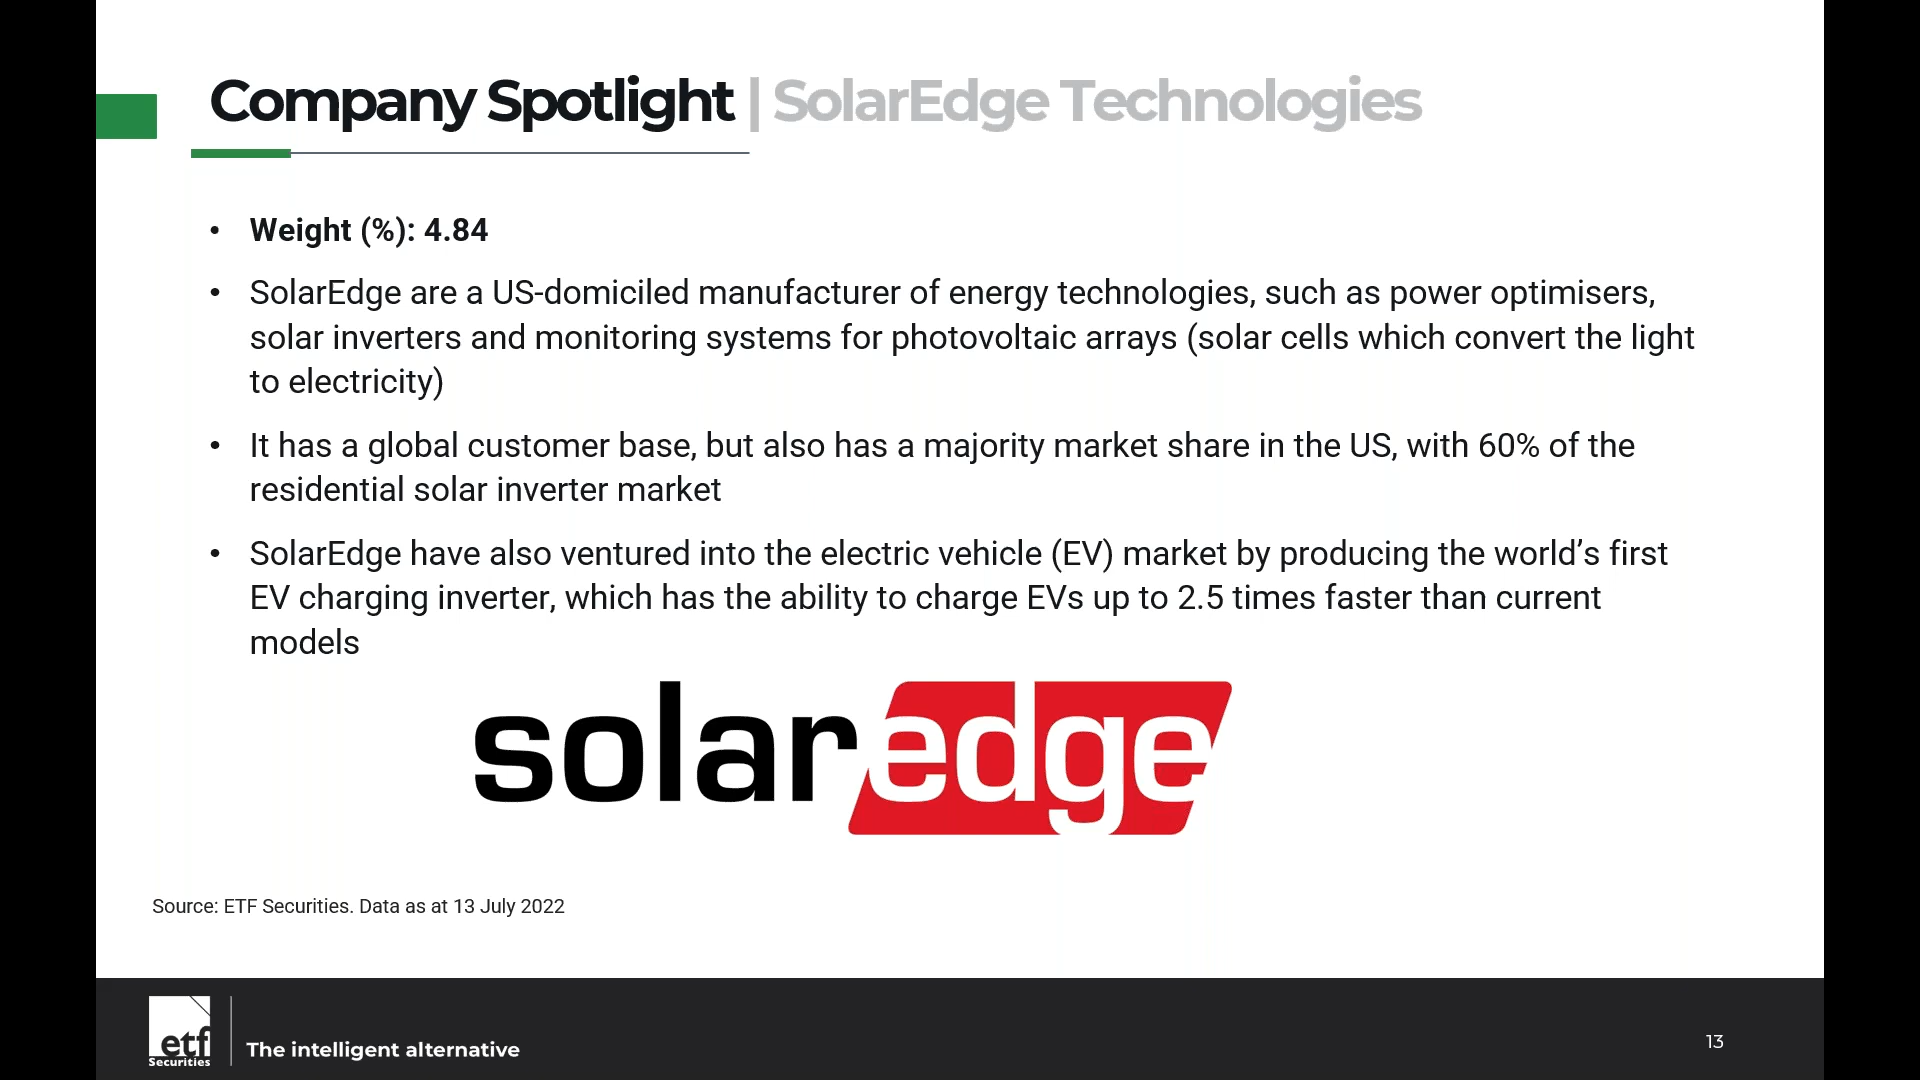 Company Spotlight | SolarEdge Technologies
• Weight (%): 4.84
• SolarEdge are a US-domiciled manufacturer of energy technologies, such as power optimisers,
solar inverters and monitoring systems for photovoltaic arrays (solar cells which convert the light
to electricity)
• It has a global customer base, but also has a majority market share in the US, with 60% of the
residential solar inverter market
• SolarEdge have also ventured into the electric vehicle (EV) market by producing the world’s first
EV charging inverter, which has the ability to charge EVs up to 2.5 times faster than current
models
solaredge
Source: ETF Securities. Data as at 13 July 2022
etf
Securities
The intelligent alternative
13